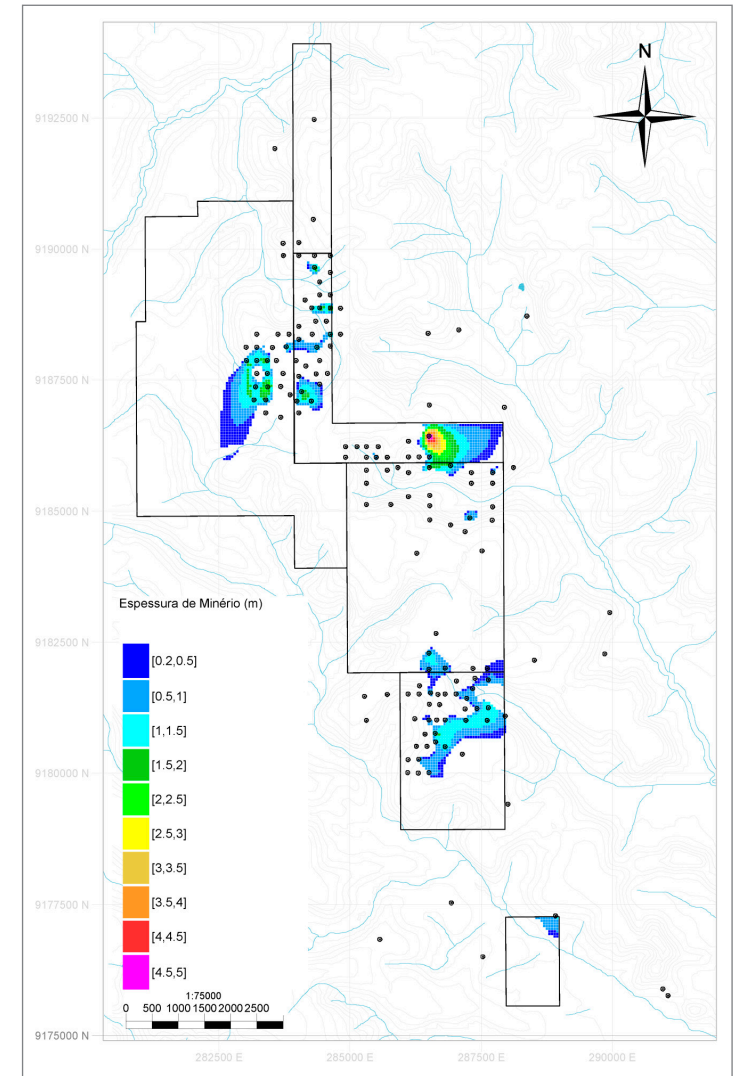 N
9192500 N
9190000 N
9187500 N
9185000 N
9182500 N
9180000 N
9177500 N
9175000 N
Espessura de Minério (m)
[0.2,0.5]
[0.5,1]
[1,1.5]
[1.5,2]
[2,2.5]
[2.5,3]
[3,3.5]
[3.5,4]
[4,4.5]
[4.5,5]
1:75000
0 500 1000 1500 2000 2500
282500 E 285000 E 287500 E 290000 E